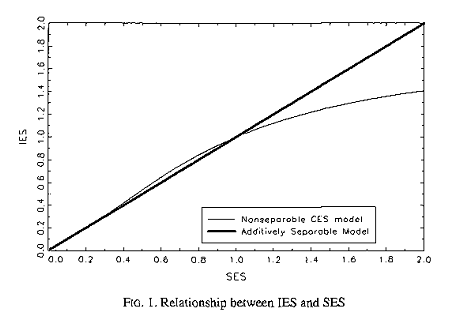 2.0
1.8
1.6
1.4
1.2
1.0
0.8
0.6
0.4
0.2
0.0
IES
Nonseparable CES model
Additively Separable Model
0.0 0.2 0.4 0.6 0.8 1.0 1.2 1.4 1.6 1.8 2.0
SES
FIG. 1. Relationship between IES and SES